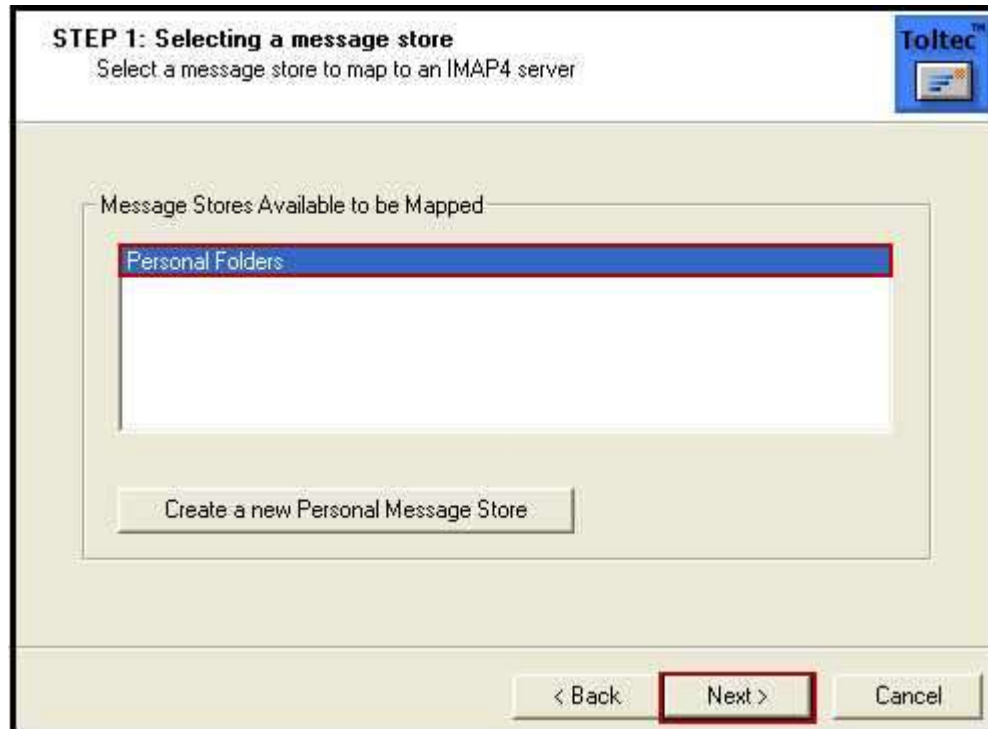 STEP 1: Selecting a message store
Select a message store to map to an IMAP4 server
Toltec™
Message Stores Available to be Mapped
Personal Folders
Create a new Personal Message Store
< Back
Next >
Cancel